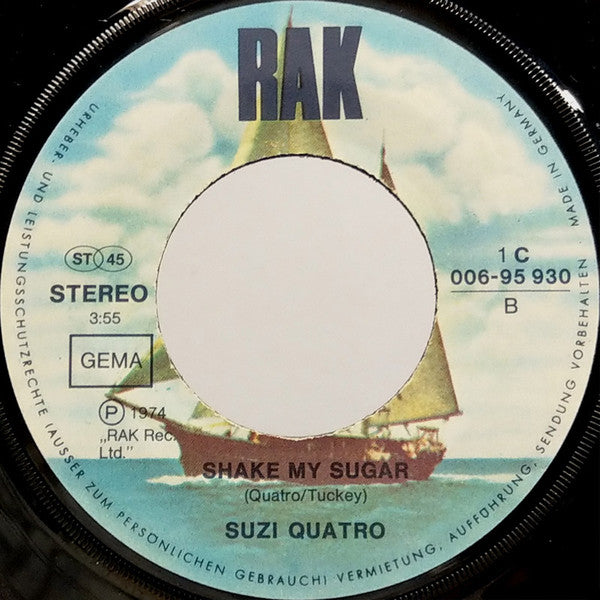 RAK
URHEBER- UND LEISTUNGSSCHUTZRECHTE (AUSSER ZUM PERSÖNLICHEN GEBRAUCH) VERMIETUNG, AUFFÜHRUNG, SENDUNG VORBEHALTEN · MADE IN GERMANY
ST 45
STEREO
3:55
GEMA
Ⓟ 1974
„RAK Rec.
Ltd.”
1 C
006-95 930
B
SHAKE MY SUGAR
(Quatro/Tuckey)
SUZI QUATRO